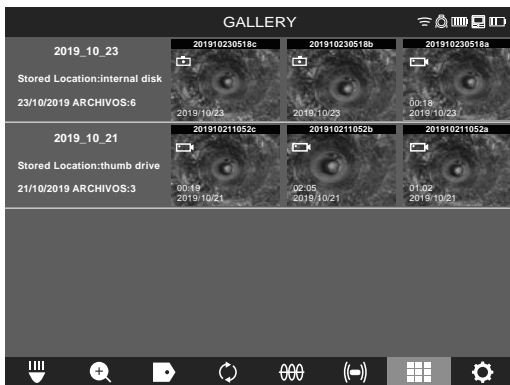 GALLERY
2019_10_23
Stored Location:internal disk
23/10/2019 ARCHIVOS:6
201910230518c
2019/10/23
201910230518b
2019/10/23
201910230518a
00:18
2019/10/23
2019_10_21
Stored Location:thumb drive
21/10/2019 ARCHIVOS:3
201910211052c
00:19
2019/10/21
201910211052b
02:05
2019/10/21
201910211052a
01:02
2019/10/21